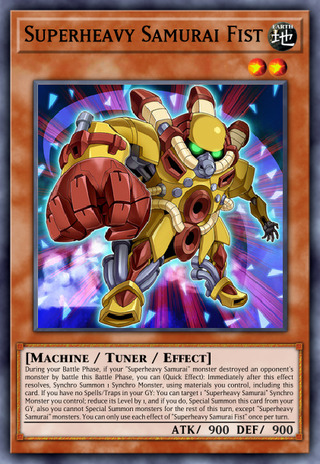 Superheavy Samurai Fist
EARTH
地
[Machine / Tuner / Effect]
During your Battle Phase, if your "Superheavy Samurai" monster destroyed an opponent's
monster by battle this Battle Phase, you can (Quick Effect): Immediately after this effect
resolves, Synchro Summon 1 Synchro Monster, using materials you control, including this
card. If you have no Spells/Traps in your GY: You can target 1 "Superheavy Samurai" Synchro
Monster you control; reduce its Level by 1, and if you do, Special Summon this card from your
GY, also you cannot Special Summon monsters for the rest of this turn, except "Superheavy
Samurai" monsters. You can only use each effect of "Superheavy Samurai Fist" once per turn.
ATK/ 900 DEF/ 900